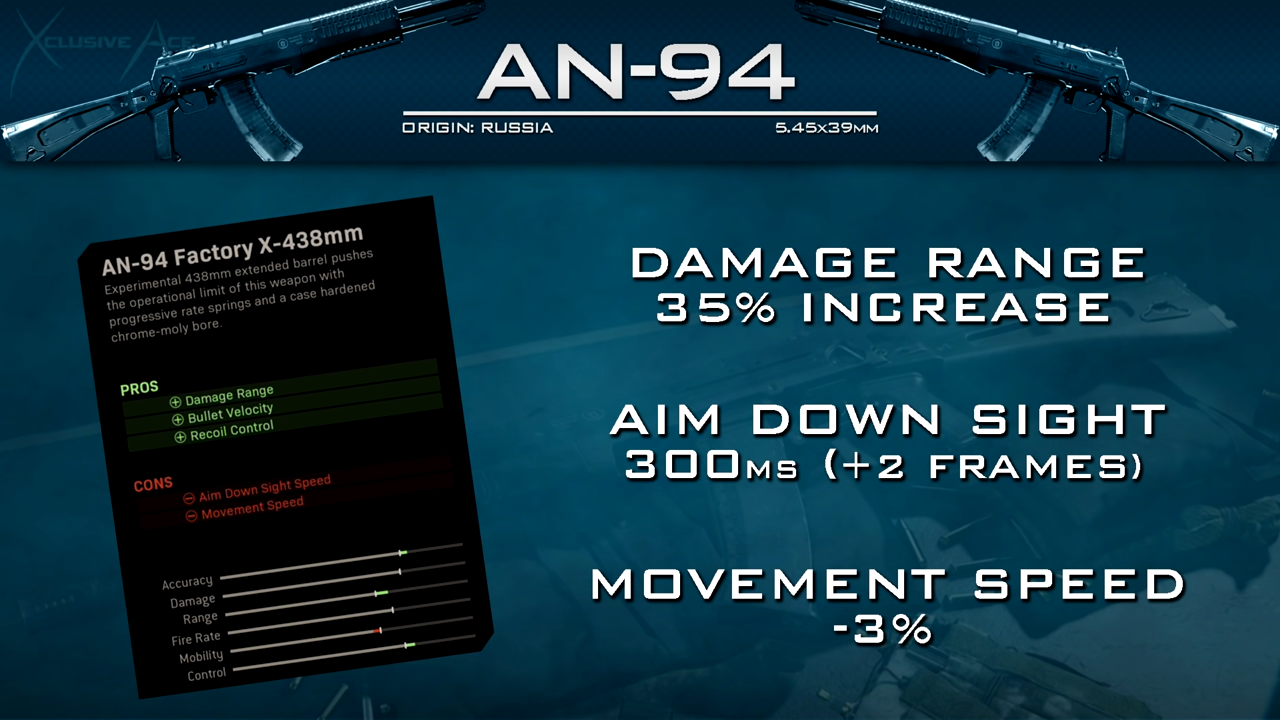 Xclusive Ace
AN-94
ORIGIN: RUSSIA
5.45x39MM
AN-94 Factory X-438mm
Experimental 438mm extended barrel pushes
the operational limit of this weapon with
progressive rate springs and a case hardened
chrome-moly bore.
PROS
Damage Range
Bullet Velocity
Recoil Control
CONS
Aim Down Sight Speed
Movement Speed
Accuracy
Damage
Range
Fire Rate
Mobility
Control
DAMAGE RANGE
35% INCREASE
AIM DOWN SIGHT
300MS (+2 FRAMES)
MOVEMENT SPEED
-3%